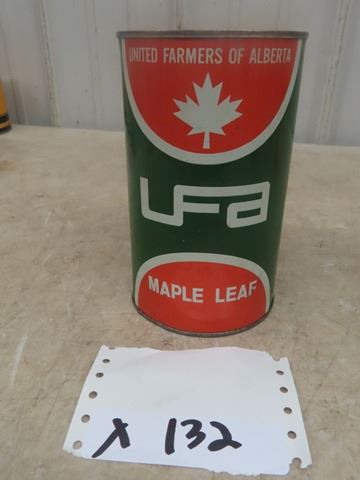 UNITED FARMERS OF ALBERTA
UFA
MAPLE LEAF
X 132